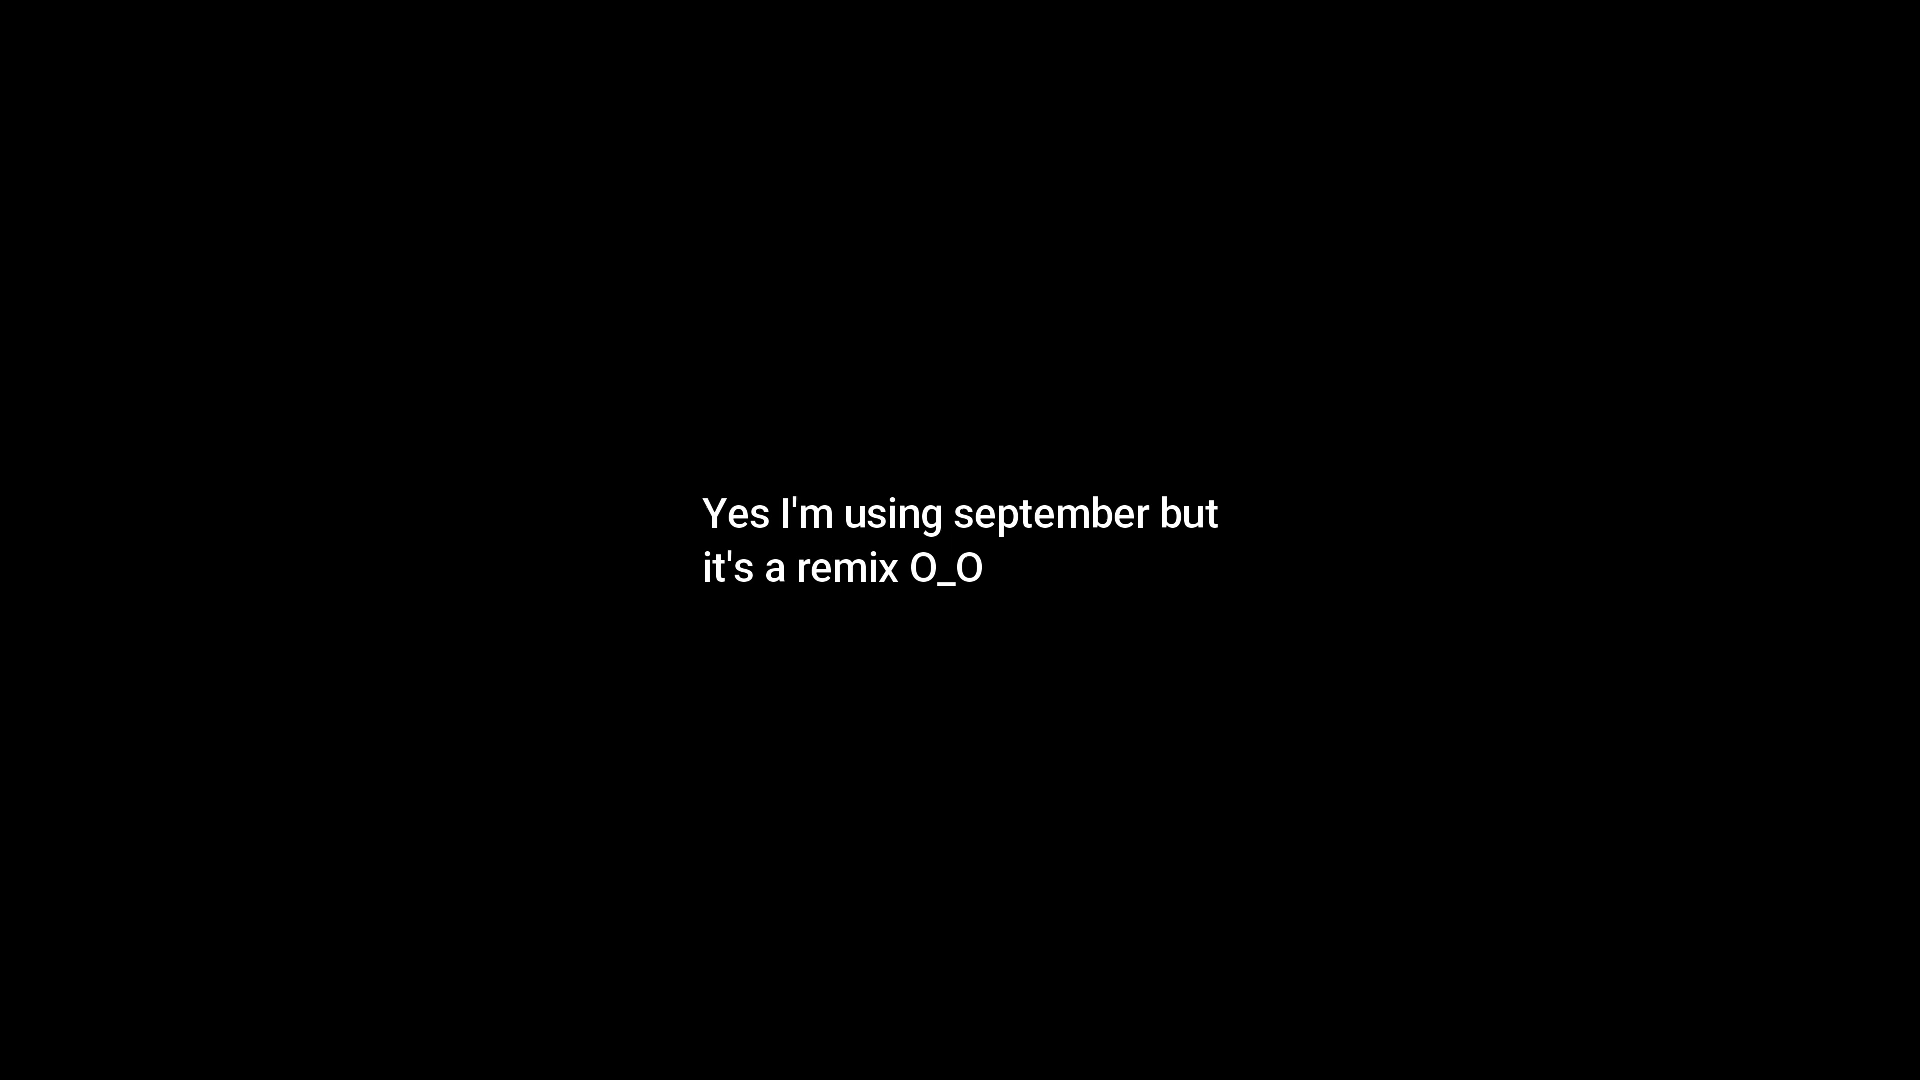 Yes I'm using september but
it's a remix O_O